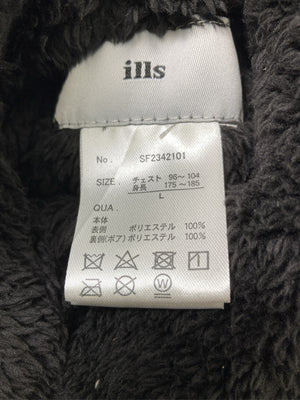 ills
No. SF2342101
SIZE. チェスト 96～104
身長 175～185
L
QUA.
本体
表側 ポリエステル 100%
裏側(ボア) ポリエステル 100%
W